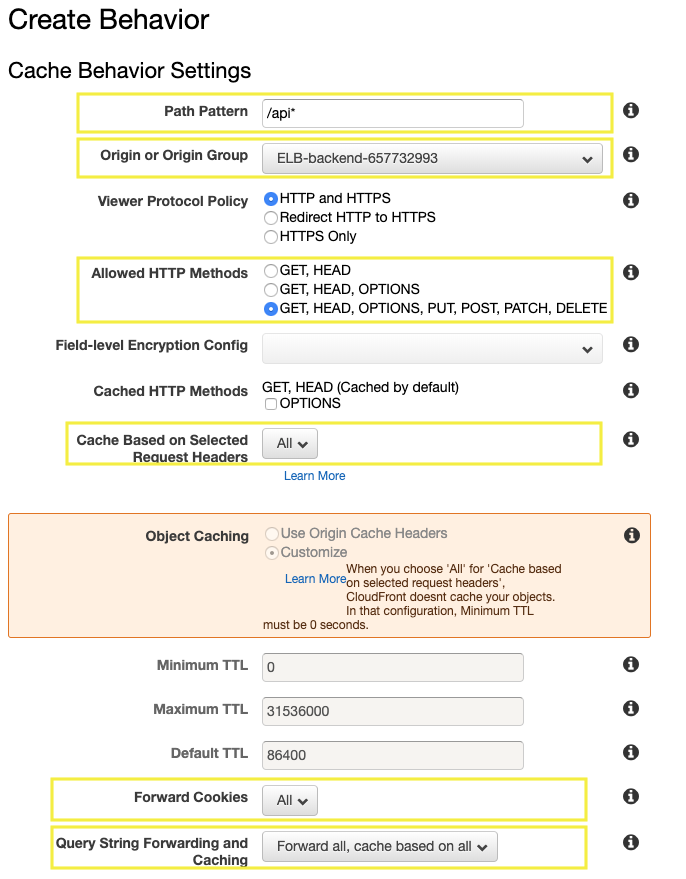 Create Behavior
Cache Behavior Settings
Path Pattern
/api*
Origin or Origin Group
ELB-backend-657732993
Viewer Protocol Policy
HTTP and HTTPS
Redirect HTTP to HTTPS
HTTPS Only
Allowed HTTP Methods
GET, HEAD
GET, HEAD, OPTIONS
GET, HEAD, OPTIONS, PUT, POST, PATCH, DELETE
Field-level Encryption Config
Cached HTTP Methods
GET, HEAD (Cached by default)
OPTIONS
Cache Based on Selected
Request Headers
All
Learn More
Object Caching
Use Origin Cache Headers
Customize
Learn More
When you choose 'All' for 'Cache based
on selected request headers',
CloudFront doesnt cache your objects.
In that configuration, Minimum TTL
must be 0 seconds.
Minimum TTL
0
Maximum TTL
31536000
Default TTL
86400
Forward Cookies
All
Query String Forwarding and
Caching
Forward all, cache based on all